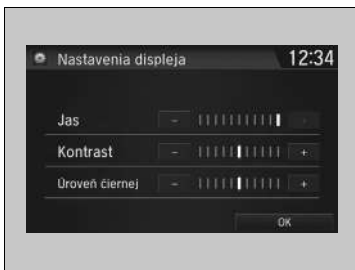 Nastavenia displeja 12:34
Jas -
Kontrast - +
Úroveň čiernej - +
OK